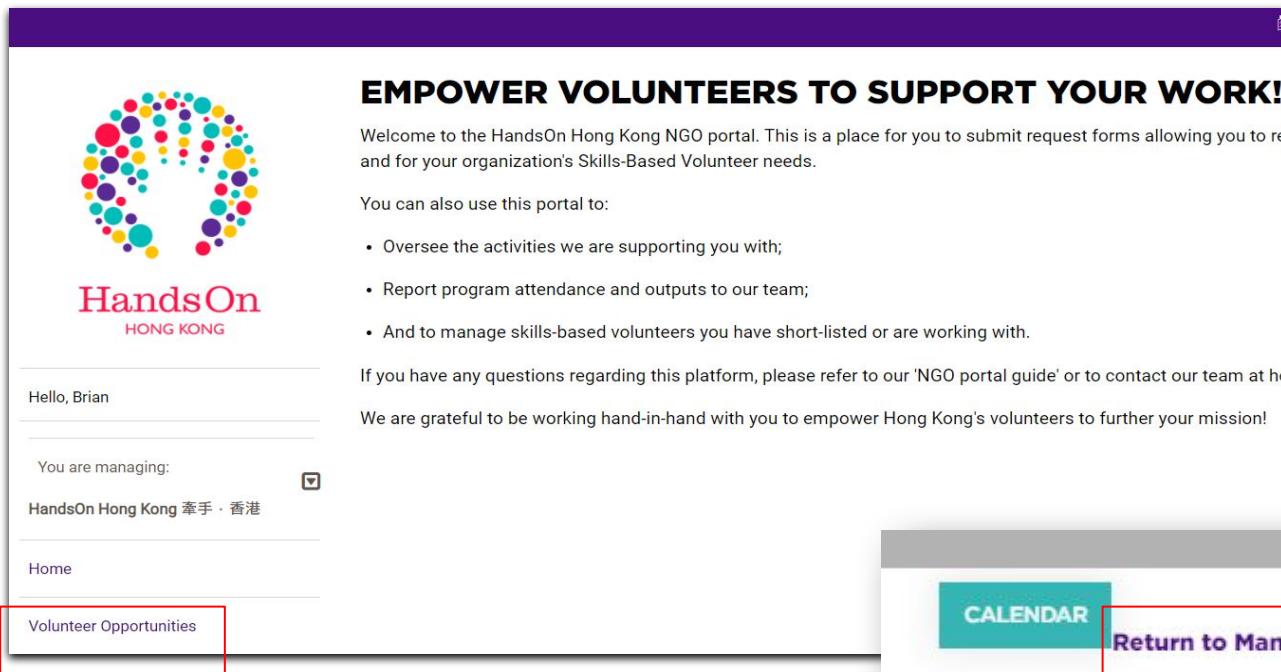 EMPOWER VOLUNTEERS TO SUPPORT YOUR WORK!
Welcome to the HandsOn Hong Kong NGO portal. This is a place for you to submit request forms allowing you to
and for your organization's Skills-Based Volunteer needs.
You can also use this portal to:
• Oversee the activities we are supporting you with;
• Report program attendance and outputs to our team;
• And to manage skills-based volunteers you have short-listed or are working with.
If you have any questions regarding this platform, please refer to our 'NGO portal guide' or to contact our team at
We are grateful to be working hand-in-hand with you to empower Hong Kong's volunteers to further your mission!
HandsOn
HONG KONG
Hello, Brian
You are managing:
HandsOn Hong Kong 牽手 · 香港
Home
Volunteer Opportunities
CALENDAR
Return to